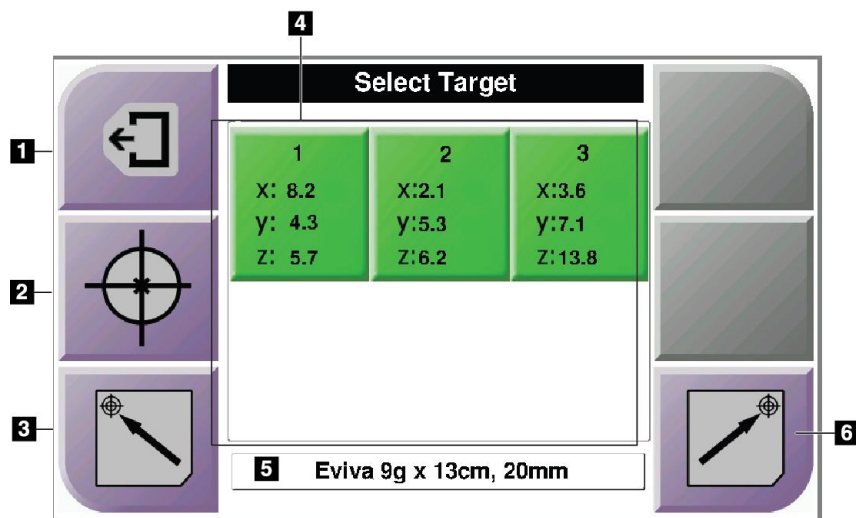 4
Select Target
1
2
3
1 2 3
x: 8.2 x:2.1 x:3.6
y: 4.3 y:5.3 y:7.1
z: 5.7 z:6.2 z:13.8
6
5 Eviva 9g x 13cm, 20mm